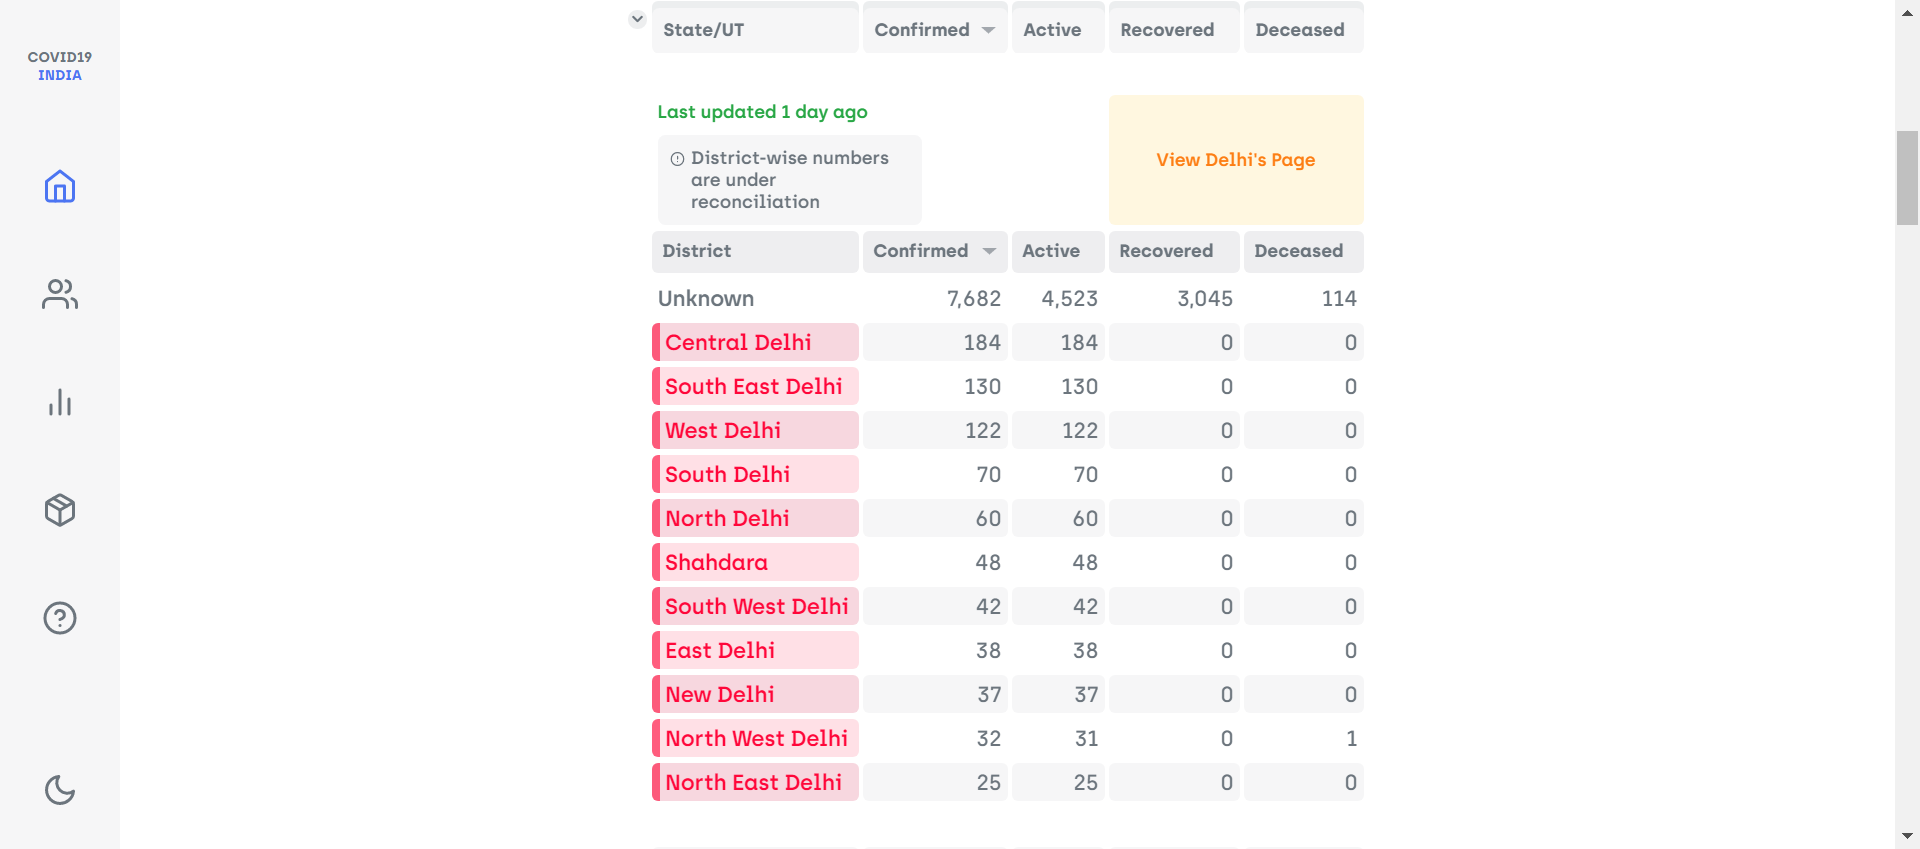 COVID19
INDIA
State/UT Confirmed Active Recovered Deceased
Last updated 1 day ago
District-wise numbers
are under
reconciliation
View Delhi's Page
District Confirmed Active Recovered Deceased
Unknown 7,682 4,523 3,045 114
Central Delhi 184 184 0 0
South East Delhi 130 130 0 0
West Delhi 122 122 0 0
South Delhi 70 70 0 0
North Delhi 60 60 0 0
Shahdara 48 48 0 0
South West Delhi 42 42 0 0
East Delhi 38 38 0 0
New Delhi 37 37 0 0
North West Delhi 32 31 0 1
North East Delhi 25 25 0 0